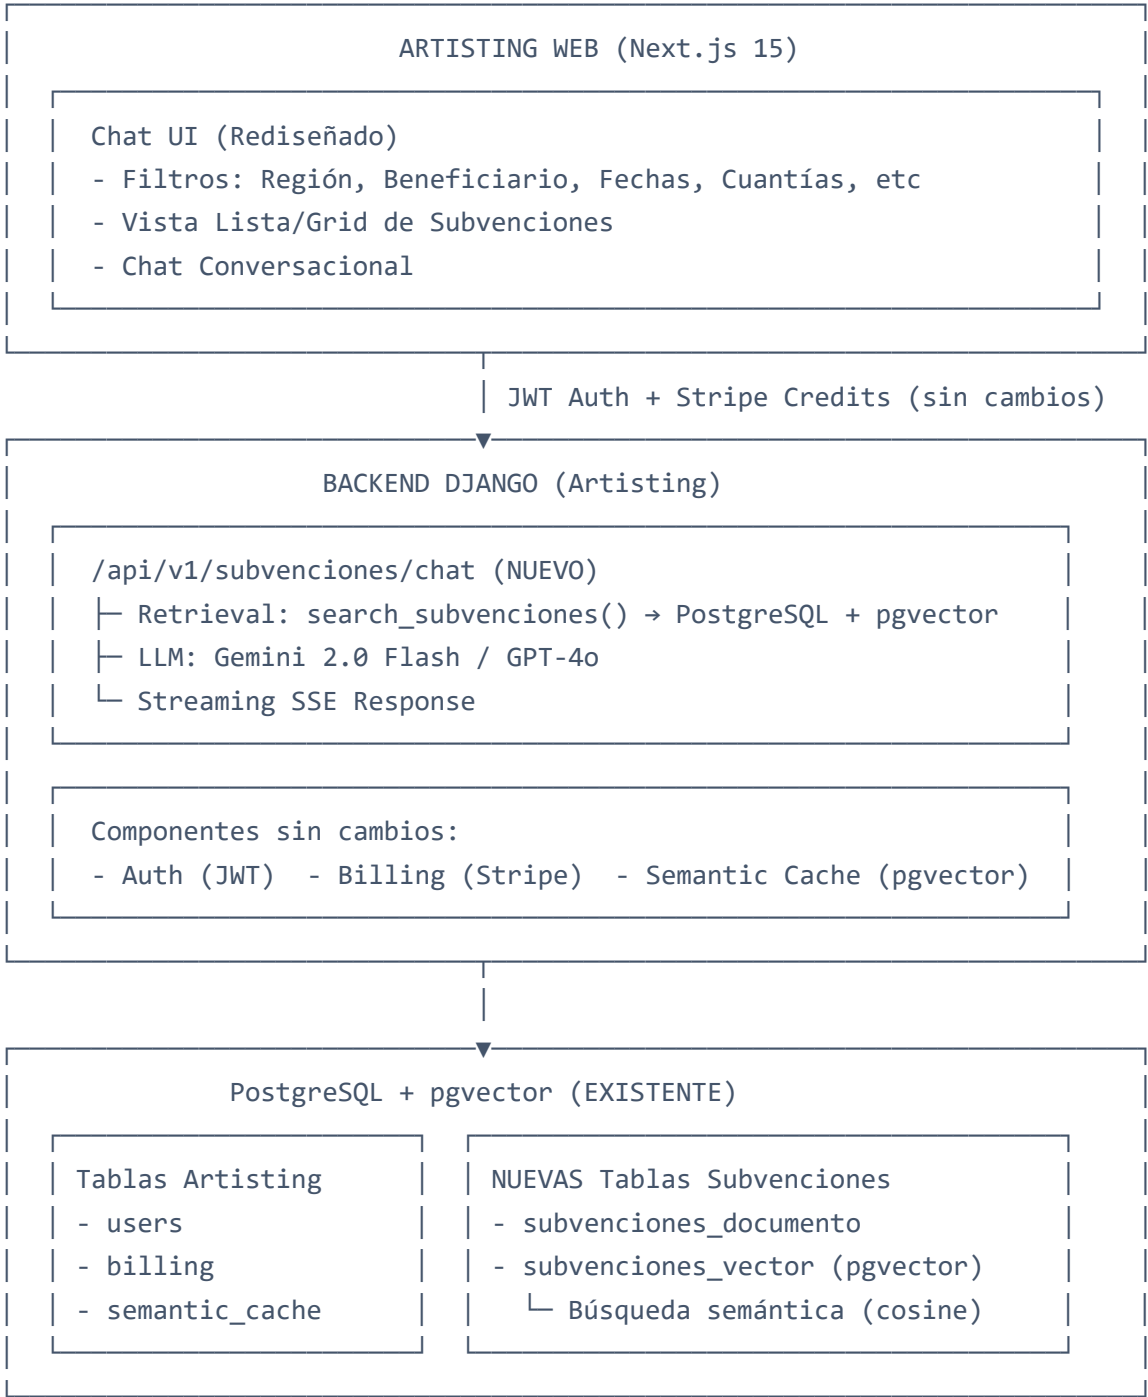 ARTISTING WEB (Next.js 15)
Chat UI (Rediseñado)
- Filtros: Región, Beneficiario, Fechas, Cuantías, etc
- Vista Lista/Grid de Subvenciones
- Chat Conversacional
JWT Auth + Stripe Credits (sin cambios)
BACKEND DJANGO (Artisting)
/api/v1/subvenciones/chat (NUEVO)
├─ Retrieval: search_subvenciones() → PostgreSQL + pgvector
├─ LLM: Gemini 2.0 Flash / GPT-4o
└─ Streaming SSE Response
Componentes sin cambios:
- Auth (JWT) - Billing (Stripe) - Semantic Cache (pgvector)
PostgreSQL + pgvector (EXISTENTE)
Tablas Artisting
- users
- billing
- semantic_cache
NUEVAS Tablas Subvenciones
- subvenciones_documento
- subvenciones_vector (pgvector)
└─ Búsqueda semántica (cosine)